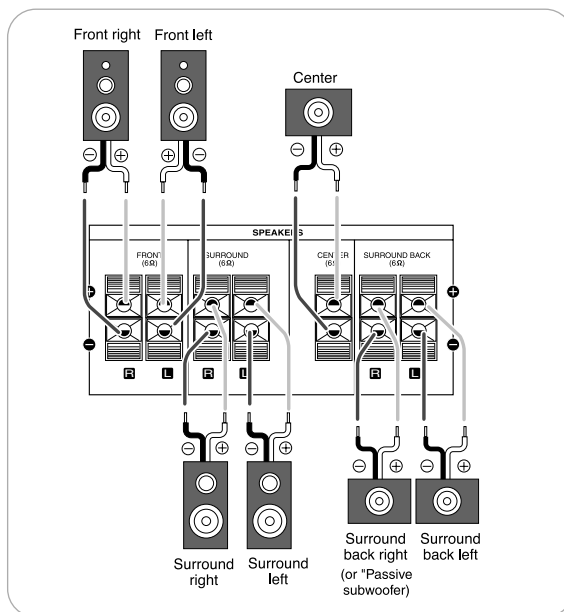 Front right Front left
Center
⊖ ⊕ ⊕ ⊖ ⊖ ⊕
SPEAKERS
FRONT SURROUND CENTER SURROUND BACK
(6Ω) (6Ω) (6Ω) (6Ω)
+ +
- -
R L R L R L
⊖ ⊕ ⊖ ⊕ ⊖ ⊕ ⊖ ⊕
Surround Surround Surround Surround
right left back right back left
(or "Passive
subwoofer)